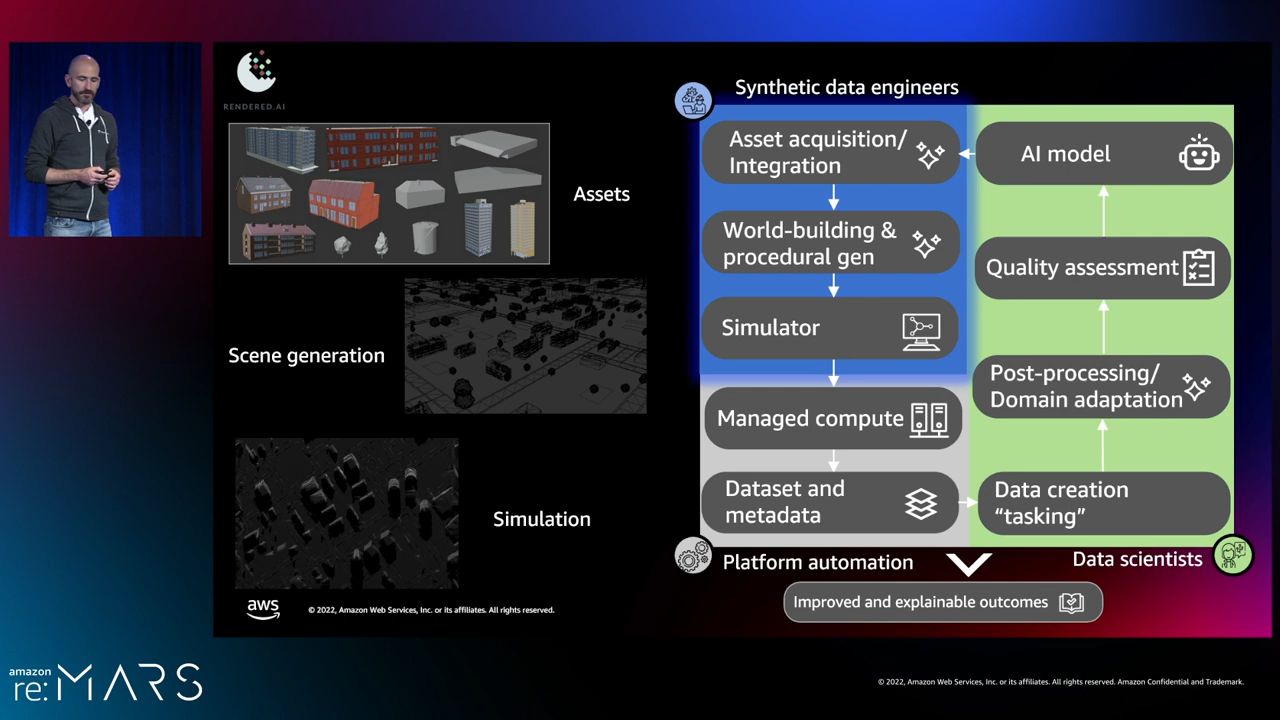 RENDERED.AI
Assets
Scene generation
Simulation
aws
© 2022, Amazon Web Services, Inc. or its affiliates. All rights reserved.
Synthetic data engineers
Asset acquisition/
Integration
World-building &
procedural gen
Simulator
Managed compute
Dataset and
metadata
AI model
Quality assessment
Post-processing/
Domain adaptation
Data creation
“tasking”
Platform automation
Data scientists
Improved and explainable outcomes
amazon
re:MARS
© 2022, Amazon Web Services, Inc. or its affiliates. All rights reserved. Amazon Confidential and Trademark.